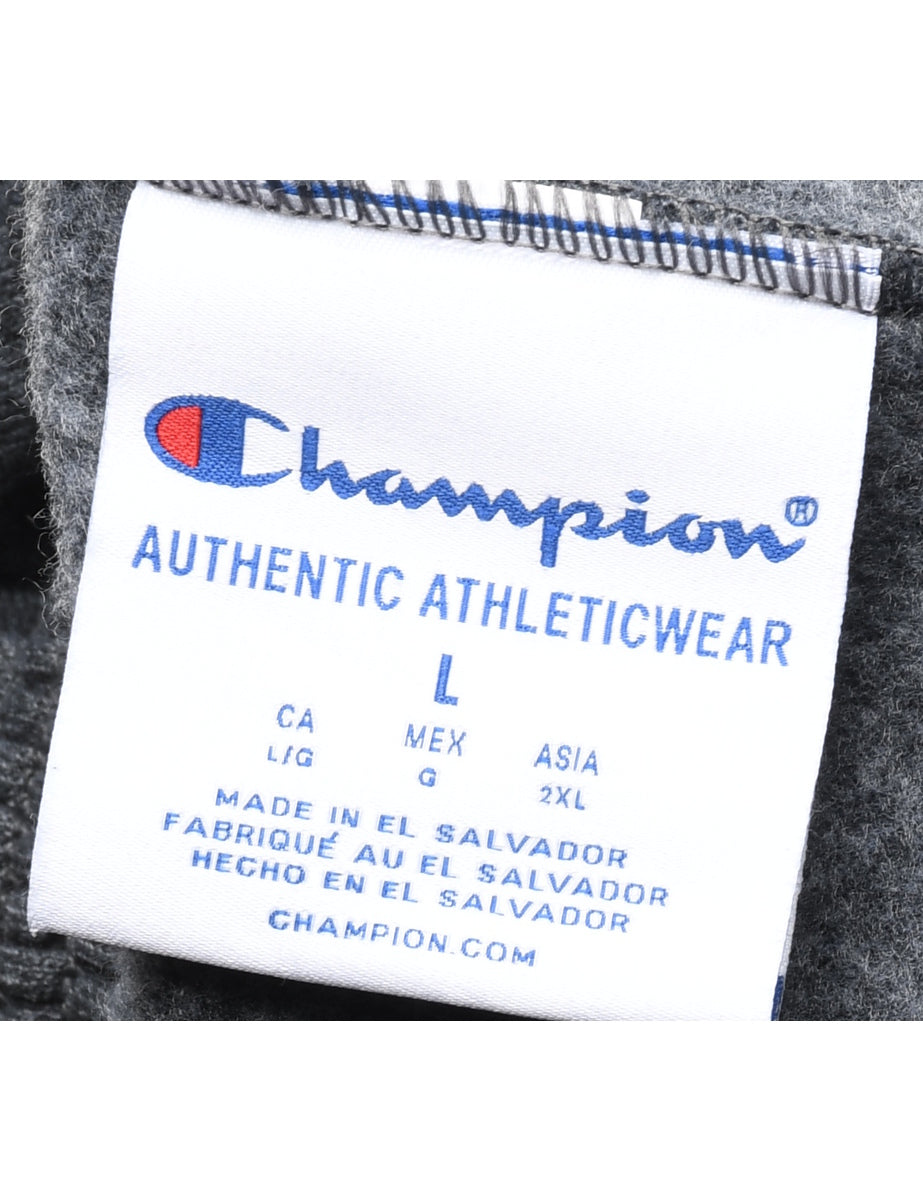 Champion®
AUTHENTIC ATHLETICWEAR
L
CA MEX ASIA
L/G G 2XL
MADE IN EL SALVADOR
FABRIQUÉ AU EL SALVADOR
HECHO EN EL SALVADOR
CHAMPION.COM